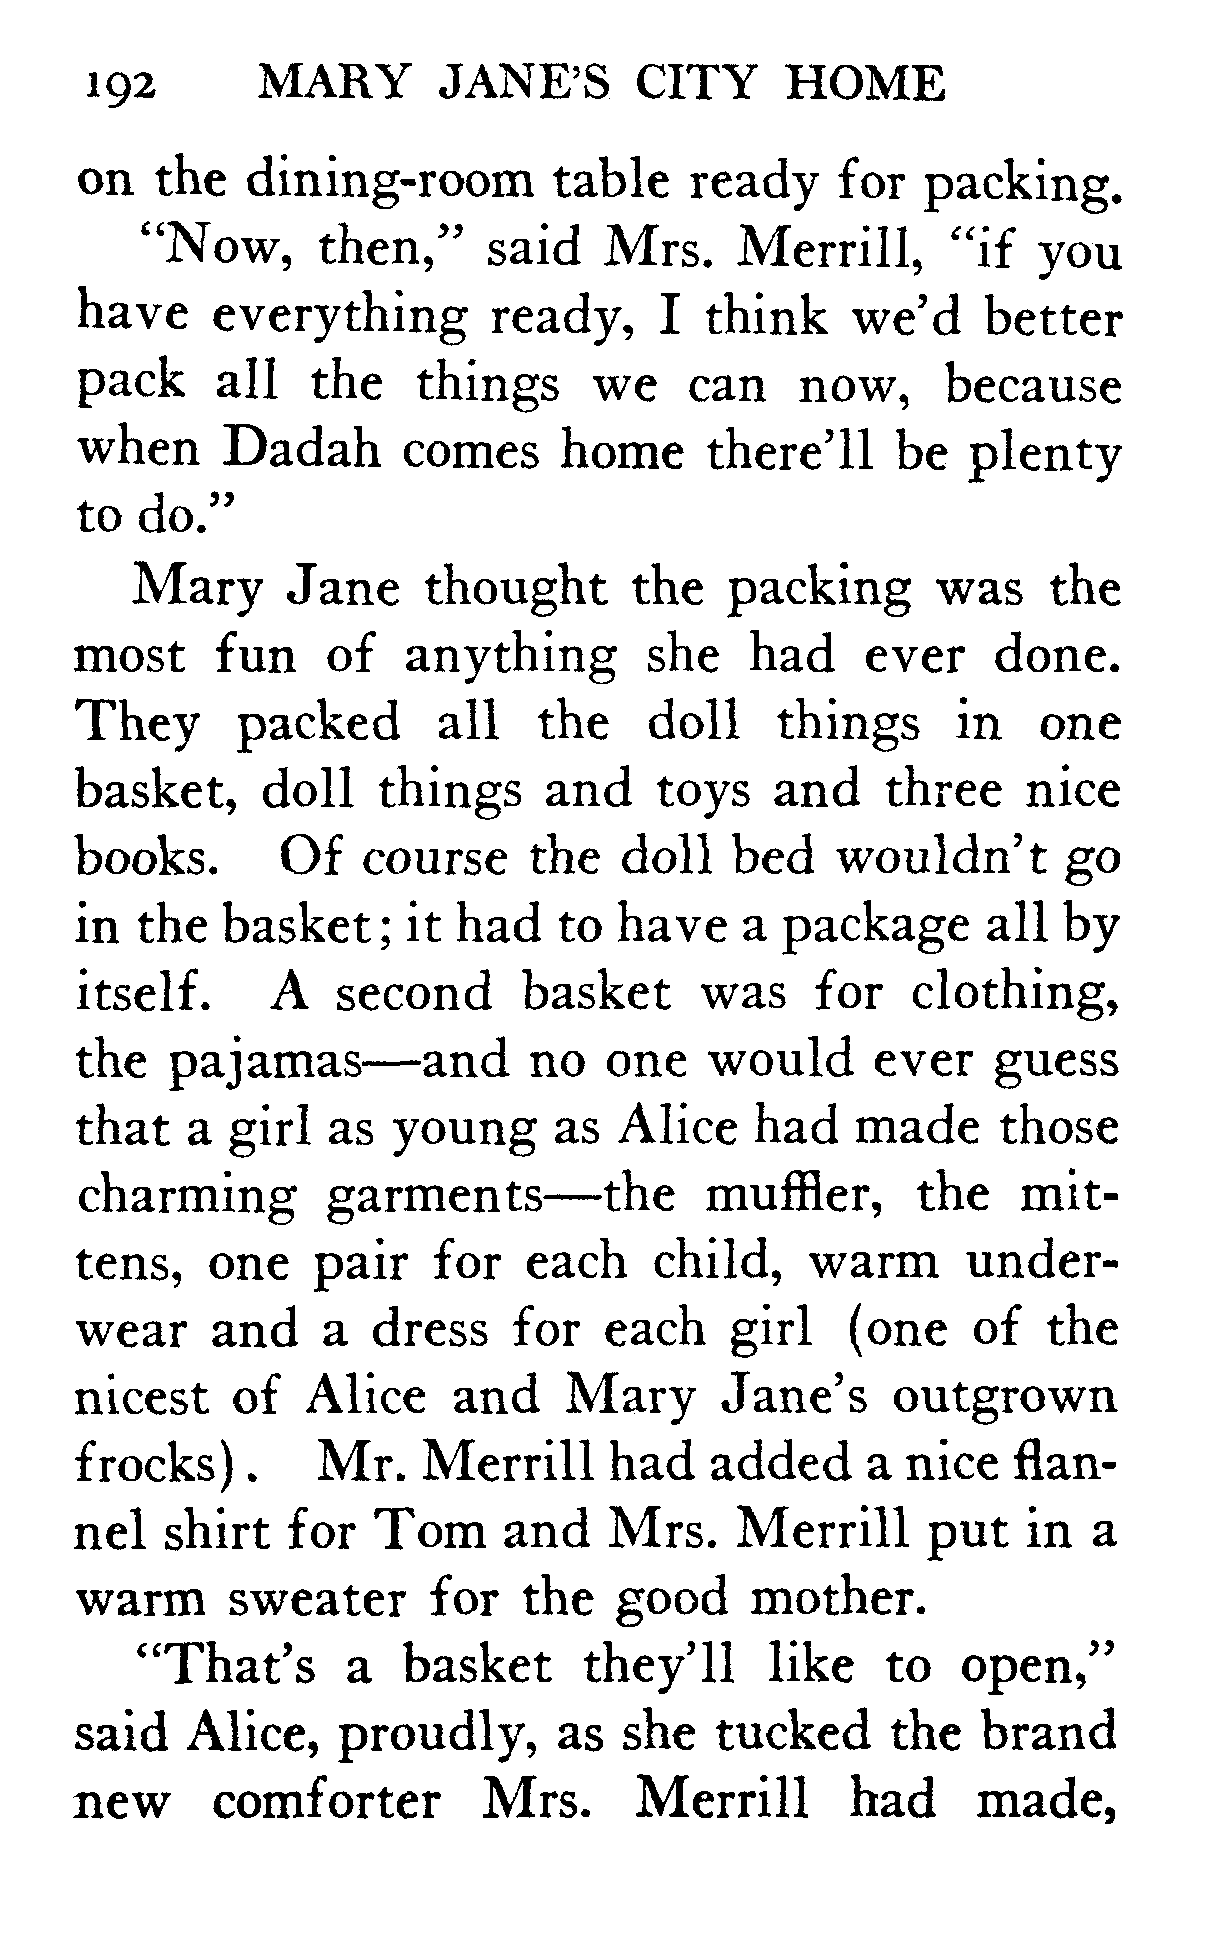 192 MARY JANE'S CITY HOME
on the dining-room table ready for packing.
"Now, then," said Mrs. Merrill, "if you
have everything ready, I think we'd better
pack all the things we can now, because
when Dadah comes home there'll be plenty
to do."
Mary Jane thought the packing was the
most fun of anything she had ever done.
They packed all the doll things in one
basket, doll things and toys and three nice
books. Of course the doll bed wouldn't go
in the basket; it had to have a package all by
itself. A second basket was for clothing,
the pajamas—and no one would ever guess
that a girl as young as Alice had made those
charming garments—the muffler, the mit-
tens, one pair for each child, warm under-
wear and a dress for each girl (one of the
nicest of Alice and Mary Jane's outgrown
frocks). Mr. Merrill had added a nice flan-
nel shirt for Tom and Mrs. Merrill put in a
warm sweater for the good mother.
"That's a basket they'll like to open,"
said Alice, proudly, as she tucked the brand
new comforter Mrs. Merrill had made,